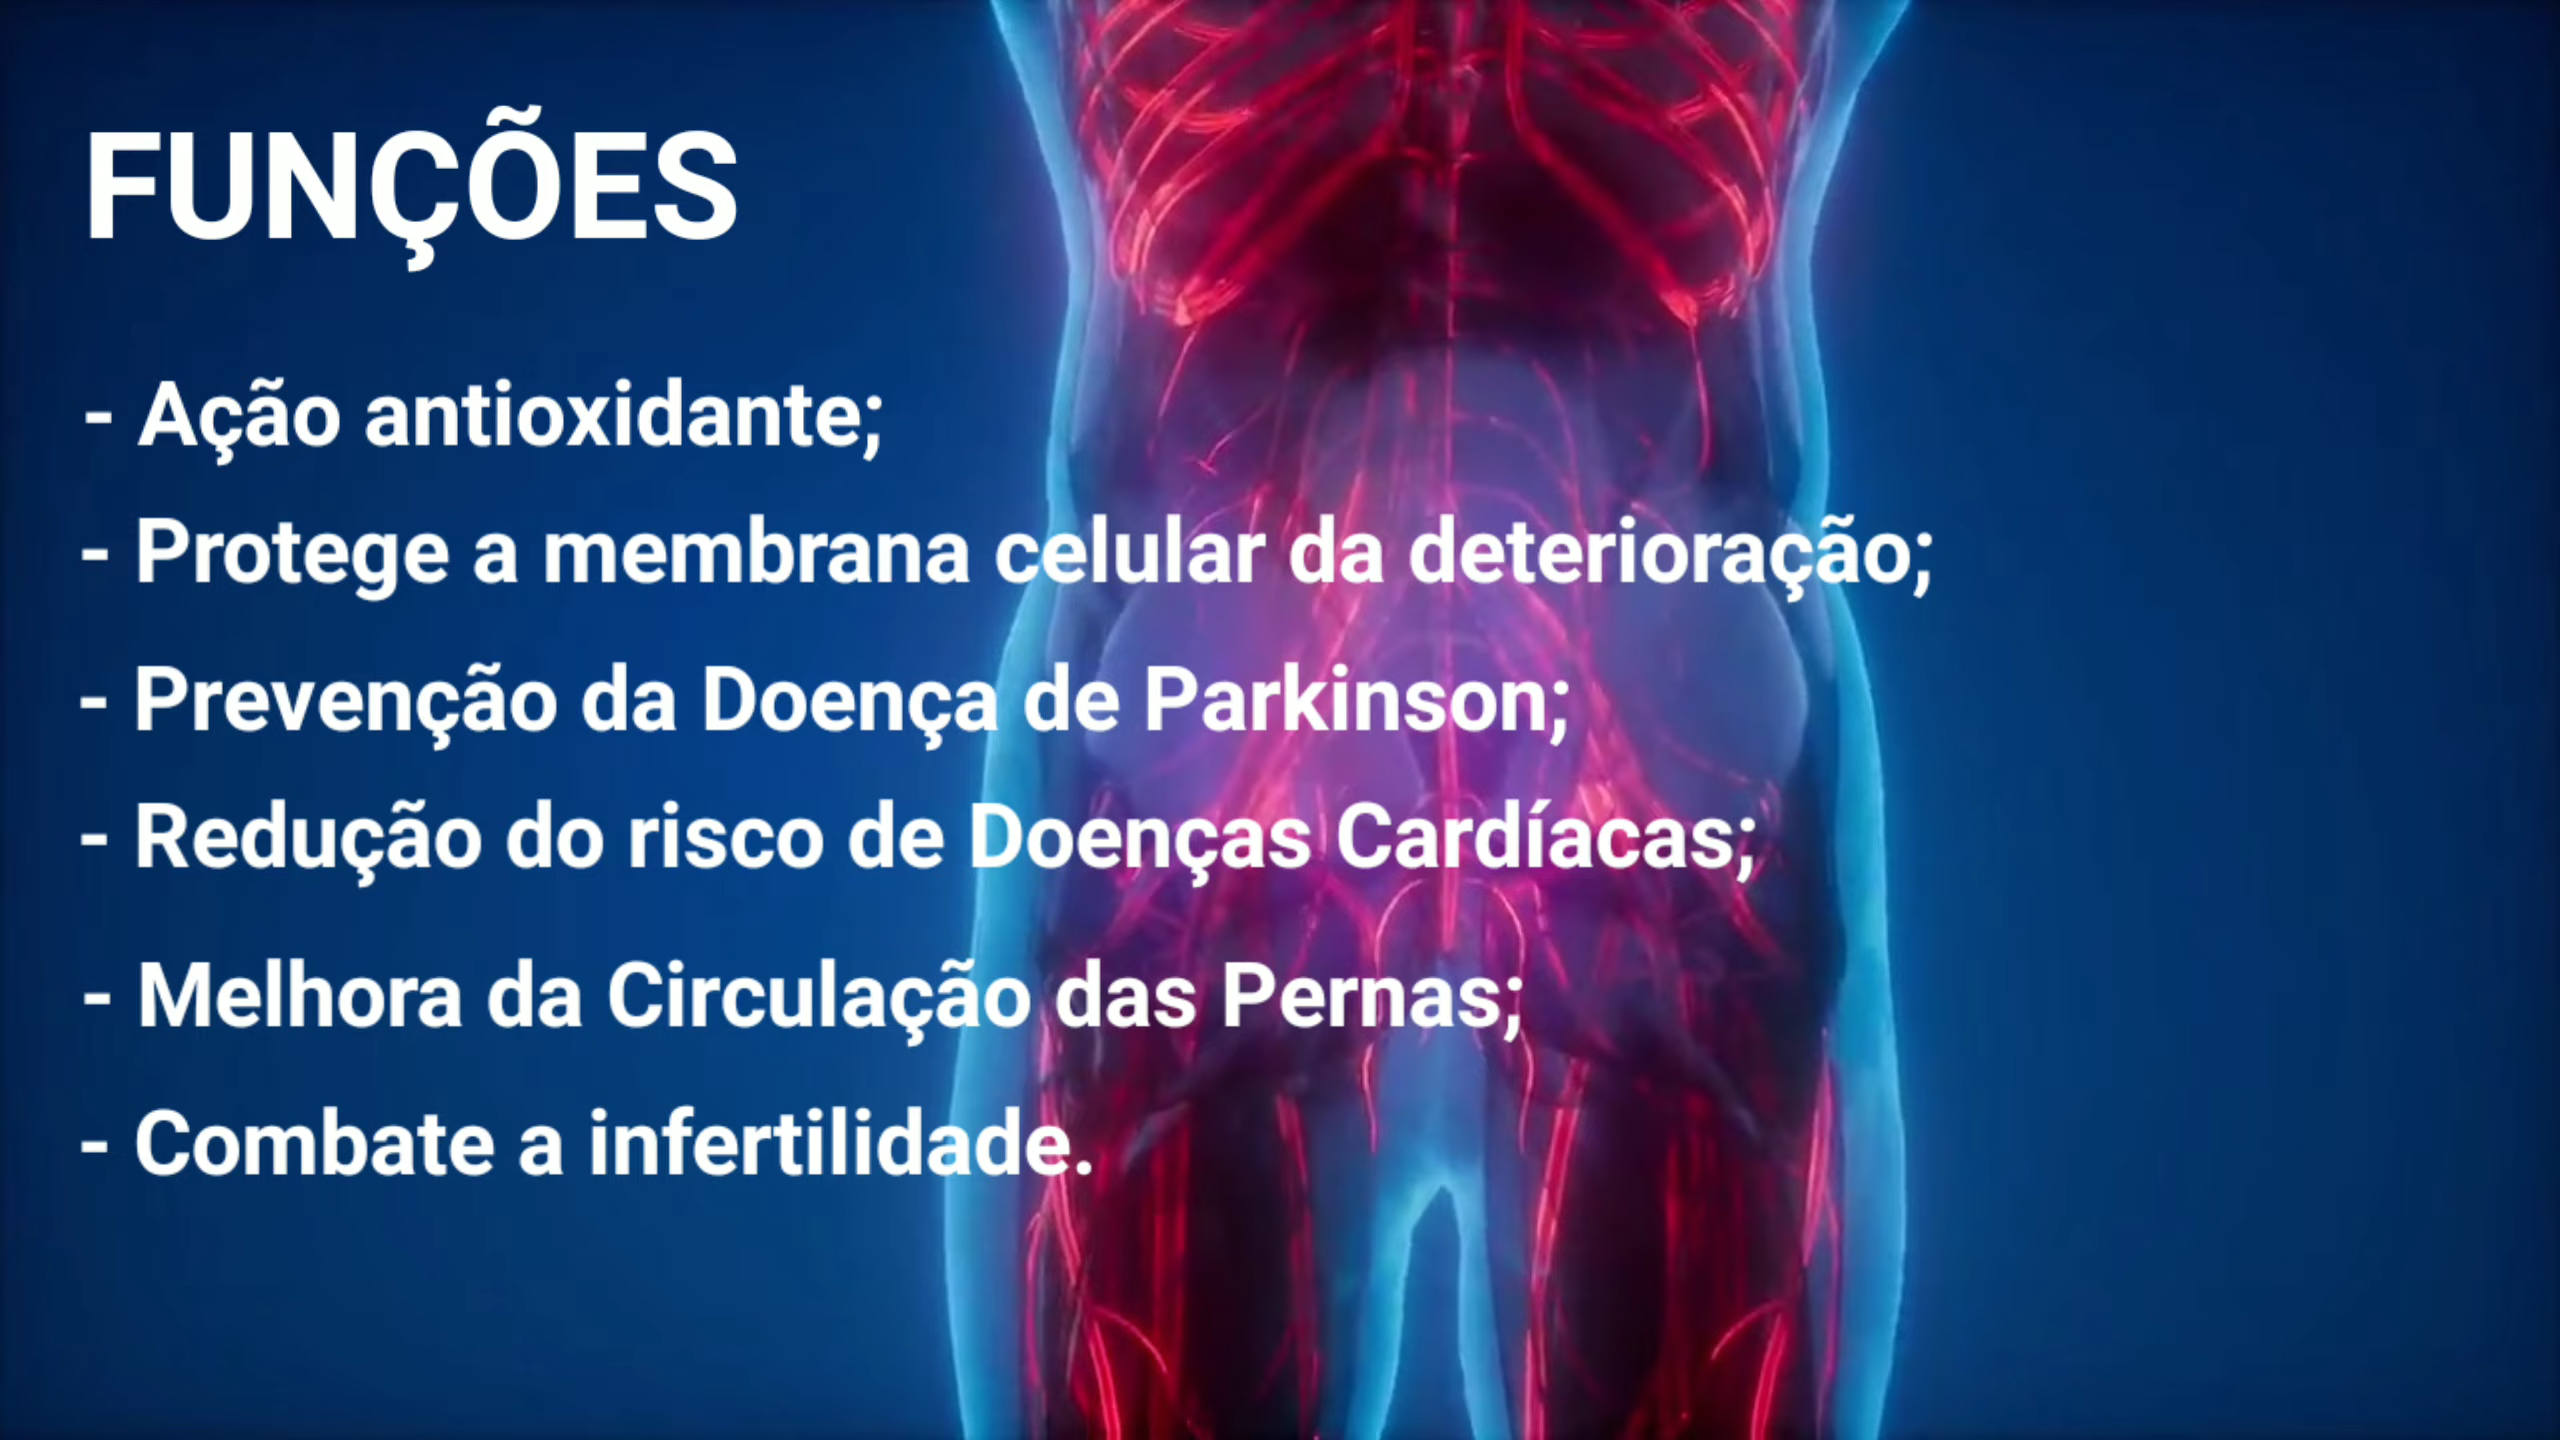 FUNÇÕES
- Ação antioxidante;
- Protege a membrana celular da deterioração;
- Prevenção da Doença de Parkinson;
- Redução do risco de Doenças Cardíacas;
- Melhora da Circulação das Pernas;
- Combate a infertilidade.